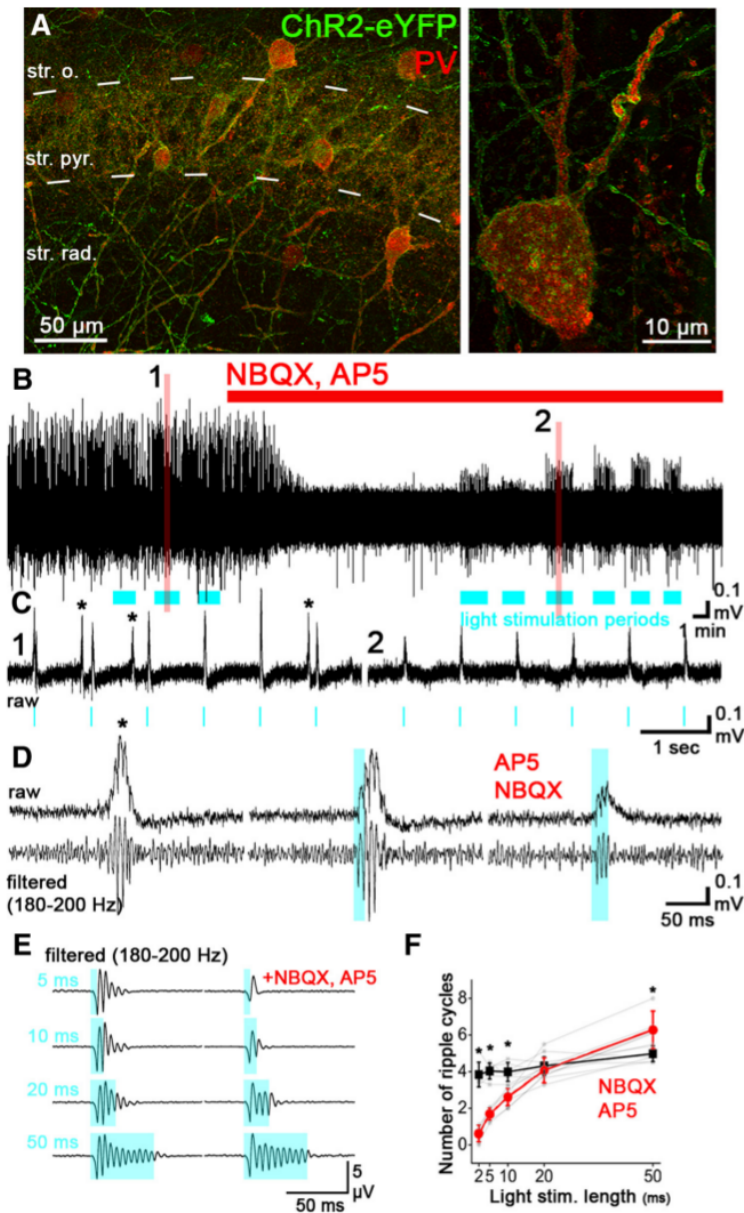 A
ChR2-eYFP
PV
str. o.
str. pyr.
str. rad.
50 µm
10 µm
B
1
NBQX, AP5
2
0.1
mV
1 min
light stimulation periods
C
*
*
*
1
2
raw
0.1
mV
1 sec
D
*
raw
AP5
NBQX
filtered
(180-200 Hz)
0.1
mV
50 ms
E
filtered (180-200 Hz)
5 ms
+NBQX, AP5
10 ms
20 ms
50 ms
5
µV
50 ms
F
Number of ripple cycles
8
6
4
2
0
*
*
*
*
NBQX
AP5
2 5 10 20 50
Light stim. length (ms)